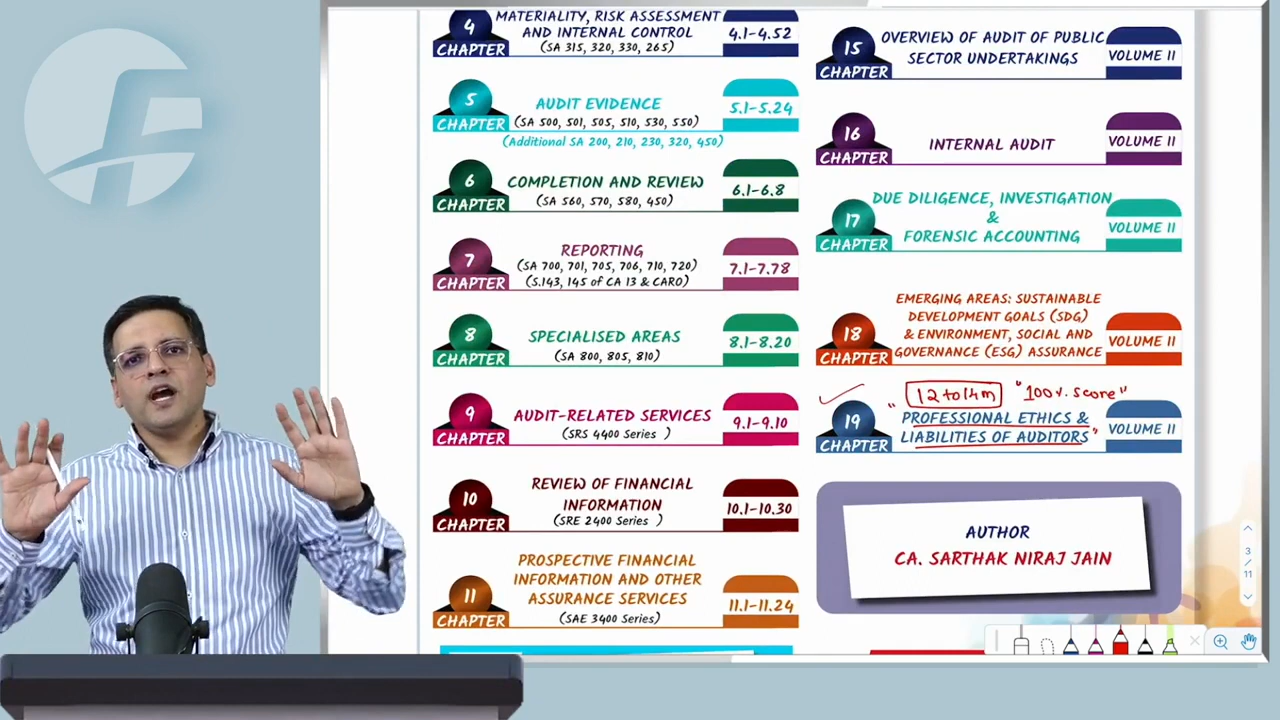 4
CHAPTER
MATERIALITY, RISK ASSESSMENT
AND INTERNAL CONTROL
(SA 315, 320, 330, 265)
4.1-4.52
5
CHAPTER
AUDIT EVIDENCE
(SA 500, 501, 505, 510, 530, 550)
(Additional SA 200, 210, 230, 320, 450)
5.1-5.24
6
CHAPTER
COMPLETION AND REVIEW
(SA 560, 570, 580, 450)
6.1-6.8
7
CHAPTER
REPORTING
(SA 700, 701, 705, 706, 710, 720)
(S.143, 145 of CA 13 & CARO)
7.1-7.78
8
CHAPTER
SPECIALISED AREAS
(SA 800, 805, 810)
8.1-8.20
9
CHAPTER
AUDIT-RELATED SERVICES
(SRS 4400 Series )
9.1-9.10
10
CHAPTER
REVIEW OF FINANCIAL
INFORMATION
(SRE 2400 Series )
10.1-10.30
11
CHAPTER
PROSPECTIVE FINANCIAL
INFORMATION AND OTHER
ASSURANCE SERVICES
(SAE 3400 Series)
11.1-11.24
15
CHAPTER
OVERVIEW OF AUDIT OF PUBLIC
SECTOR UNDERTAKINGS
VOLUME II
16
CHAPTER
INTERNAL AUDIT
VOLUME II
17
CHAPTER
DUE DILIGENCE, INVESTIGATION
&
FORENSIC ACCOUNTING
VOLUME II
18
CHAPTER
EMERGING AREAS: SUSTAINABLE
DEVELOPMENT GOALS (SDG)
& ENVIRONMENT, SOCIAL AND
GOVERNANCE (ESG) ASSURANCE
VOLUME II
" 12 to 14m "100% score"
19
CHAPTER
PROFESSIONAL ETHICS &
LIABILITIES OF AUDITORS"
VOLUME II
AUTHOR
CA. SARTHAK NIRAJ JAIN
3
/
11